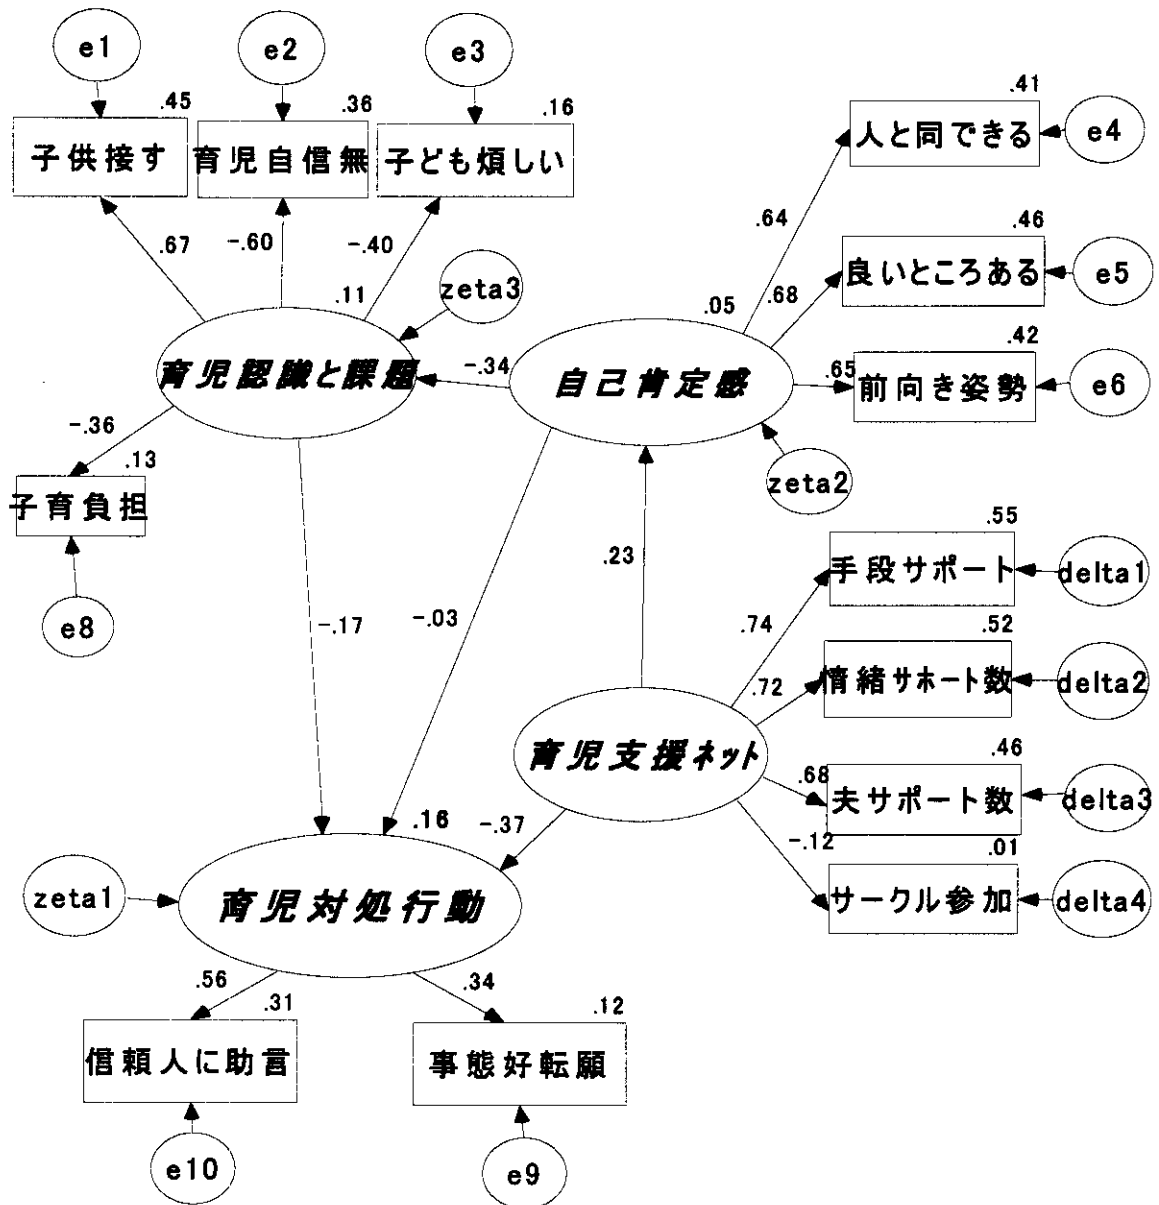 e1
e2
e3
.45
.36
.16
子供接す
育児自信無
子ども煩しい
.67
-.60
-.40
.41
人と同できる
e4
.64
.46
良いところある
e5
.68
.42
前向き姿勢
e6
.65
.11
zeta3
育児認識と課題
-.34
.05
自己肯定感
zeta2
-.36
.13
子育負担
e8
-.17
-.03
.23
.55
手段サポート
delta1
.74
.52
情緒サホート数
delta2
.72
育児支援ネット
.46
夫サポート数
delta3
.68
-.12
.01
サークル参加
delta4
-.37
.16
zeta1
育児対処行動
.56
.34
.31
信頼人に助言
e10
.12
事態好転願
e9